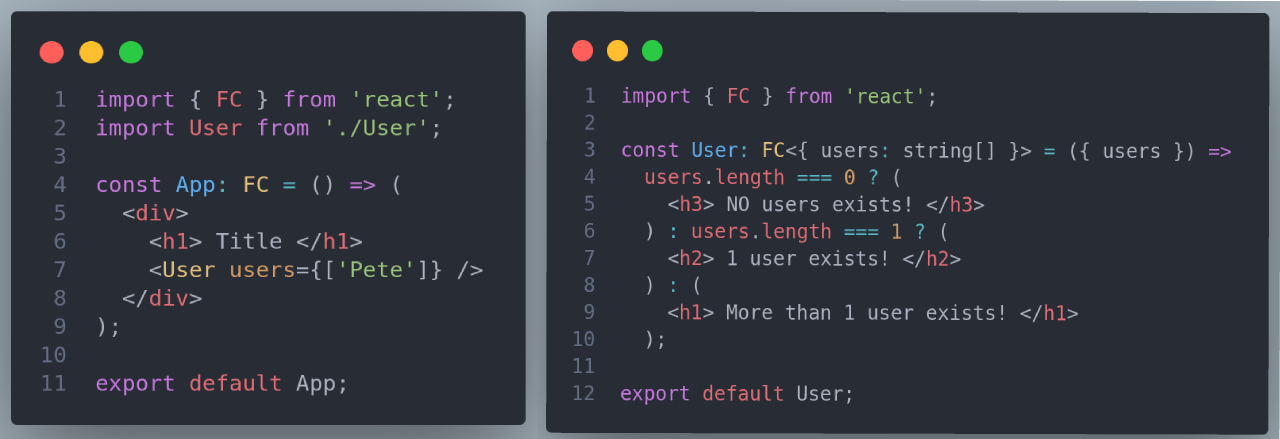 1 import { FC } from 'react';
2 import User from './User';
3
4 const App: FC = () => (
5   <div>
6     <h1> Title </h1>
7     <User users={['Pete']} />
8   </div>
9 );
10
11 export default App;
1 import { FC } from 'react';
2
3 const User: FC<{ users: string[] }> = ({ users }) =>
4   users.length === 0 ? (
5     <h3> NO users exists! </h3>
6   ) : users.length === 1 ? (
7     <h2> 1 user exists! </h2>
8   ) : (
9     <h1> More than 1 user exists! </h1>
10   );
11
12 export default User;